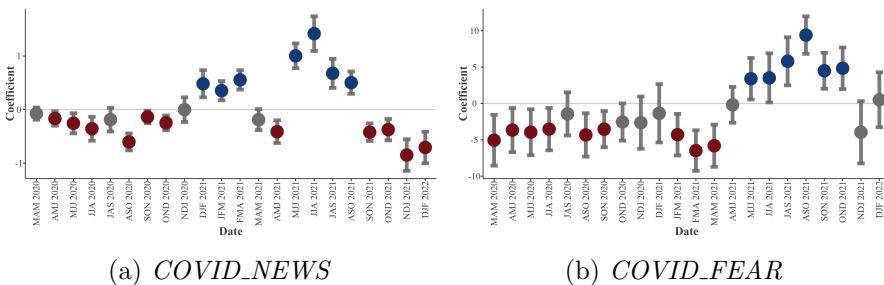 Coefficient
1
0
-1
MAM 2020
AMJ 2020
MJJ 2020
JJA 2020
JAS 2020
ASO 2020
SON 2020
OND 2020
NDJ 2020
DJF 2021
JFM 2021
FMA 2021
MAM 2021
AMJ 2021
MJJ 2021
JJA 2021
JAS 2021
ASO 2021
SON 2021
OND 2021
NDJ 2021
DJF 2022
Date
(a) COVID_NEWS
Coefficient
10
5
0
-5
-10
MAM 2020
AMJ 2020
MJJ 2020
JJA 2020
JAS 2020
ASO 2020
SON 2020
OND 2020
NDJ 2020
DJF 2021
JFM 2021
FMA 2021
MAM 2021
AMJ 2021
MJJ 2021
JJA 2021
JAS 2021
ASO 2021
SON 2021
OND 2021
NDJ 2021
DJF 2022
Date
(b) COVID_FEAR